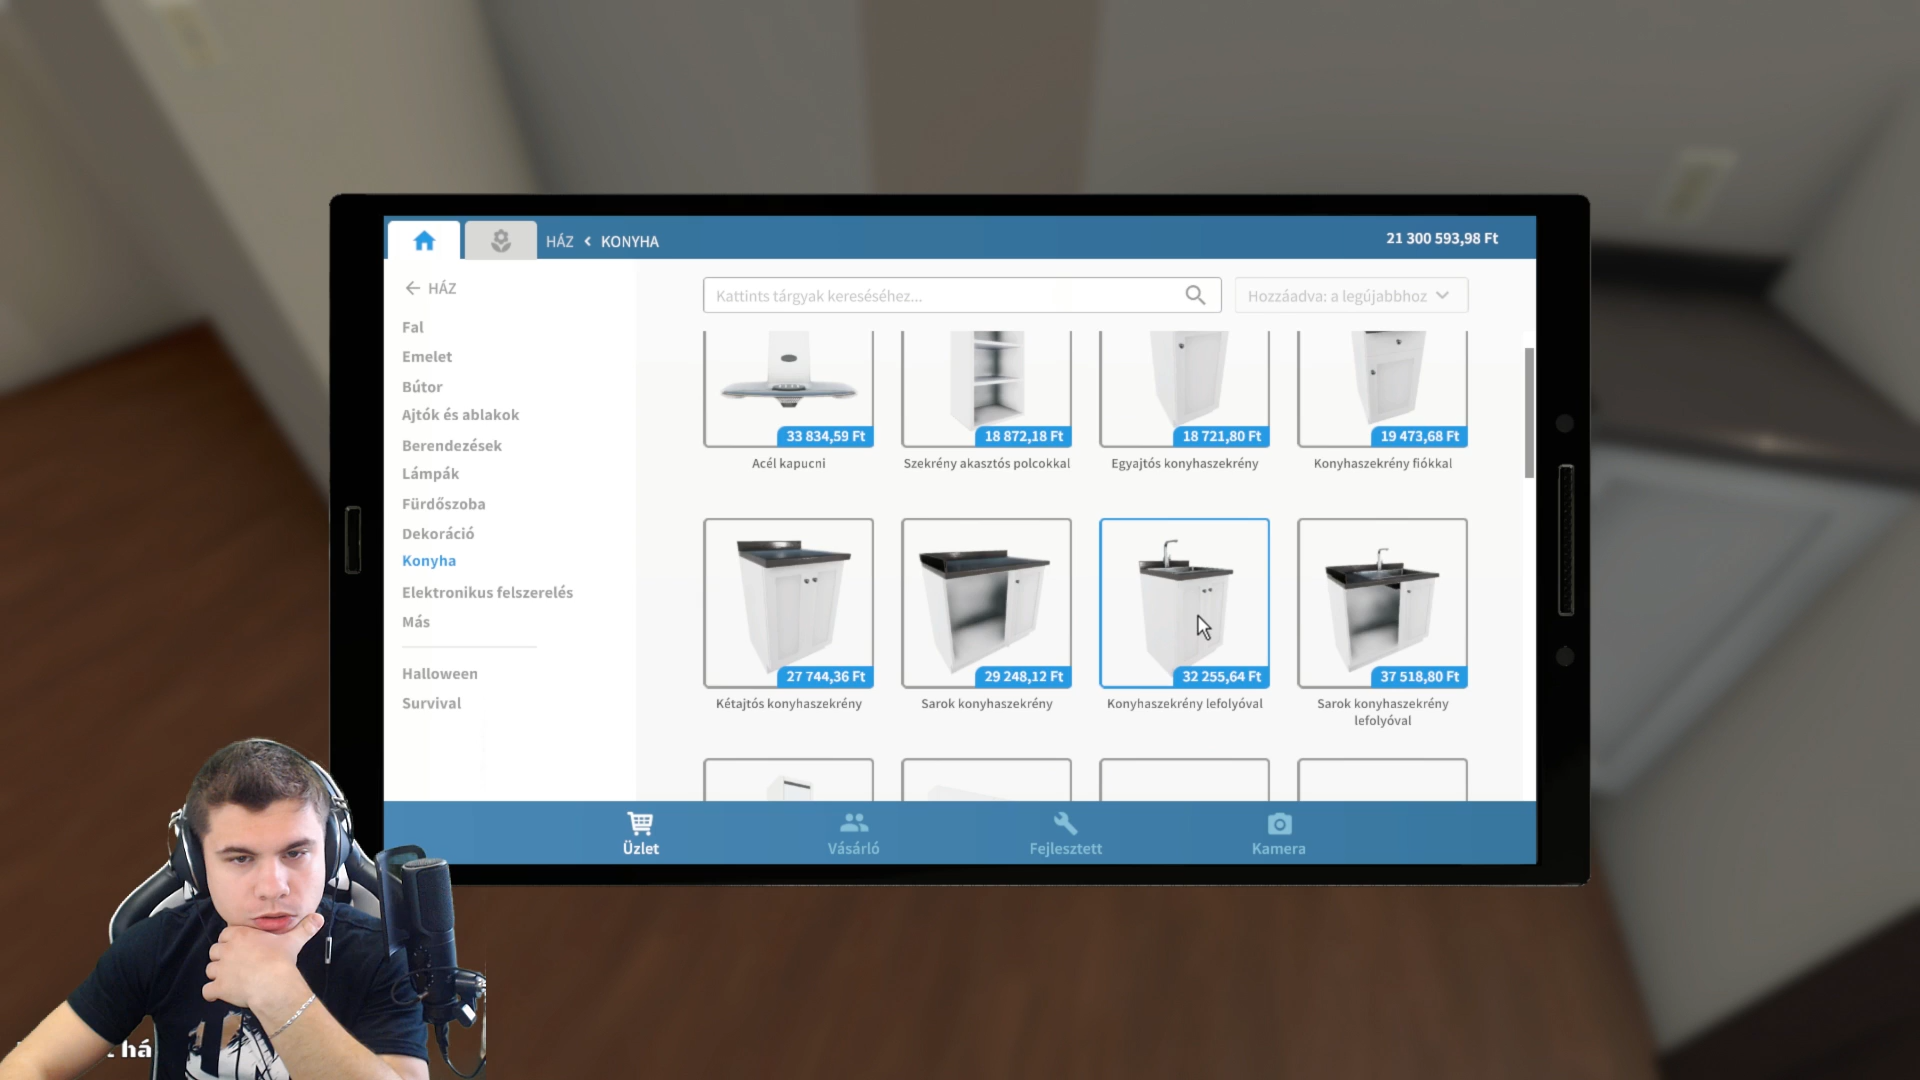 HÁZ < KONYHA
21 300 593,98 Ft
← HÁZ
Kattints tárgyak kereséséhez...
Hozzáadva: a legújabbhoz
Fal
Emelet
Bútor
Ajtók és ablakok
Berendezések
Lámpák
Fürdőszoba
Dekoráció
Konyha
Elektronikus felszerelés
Más
Halloween
Survival
33 834,59 Ft
18 872,18 Ft
18 721,80 Ft
19 473,68 Ft
Acél kapucni
Szekrény akasztós polcokkal
Egyajtós konyhaszekrény
Konyhaszekrény fiókkal
27 744,36 Ft
29 248,12 Ft
32 255,64 Ft
37 518,80 Ft
Kétajtós konyhaszekrény
Sarok konyhaszekrény
Konyhaszekrény lefolyóval
Sarok konyhaszekrény
lefolyóval
Üzlet
Vásárló
Fejlesztett
Kamera